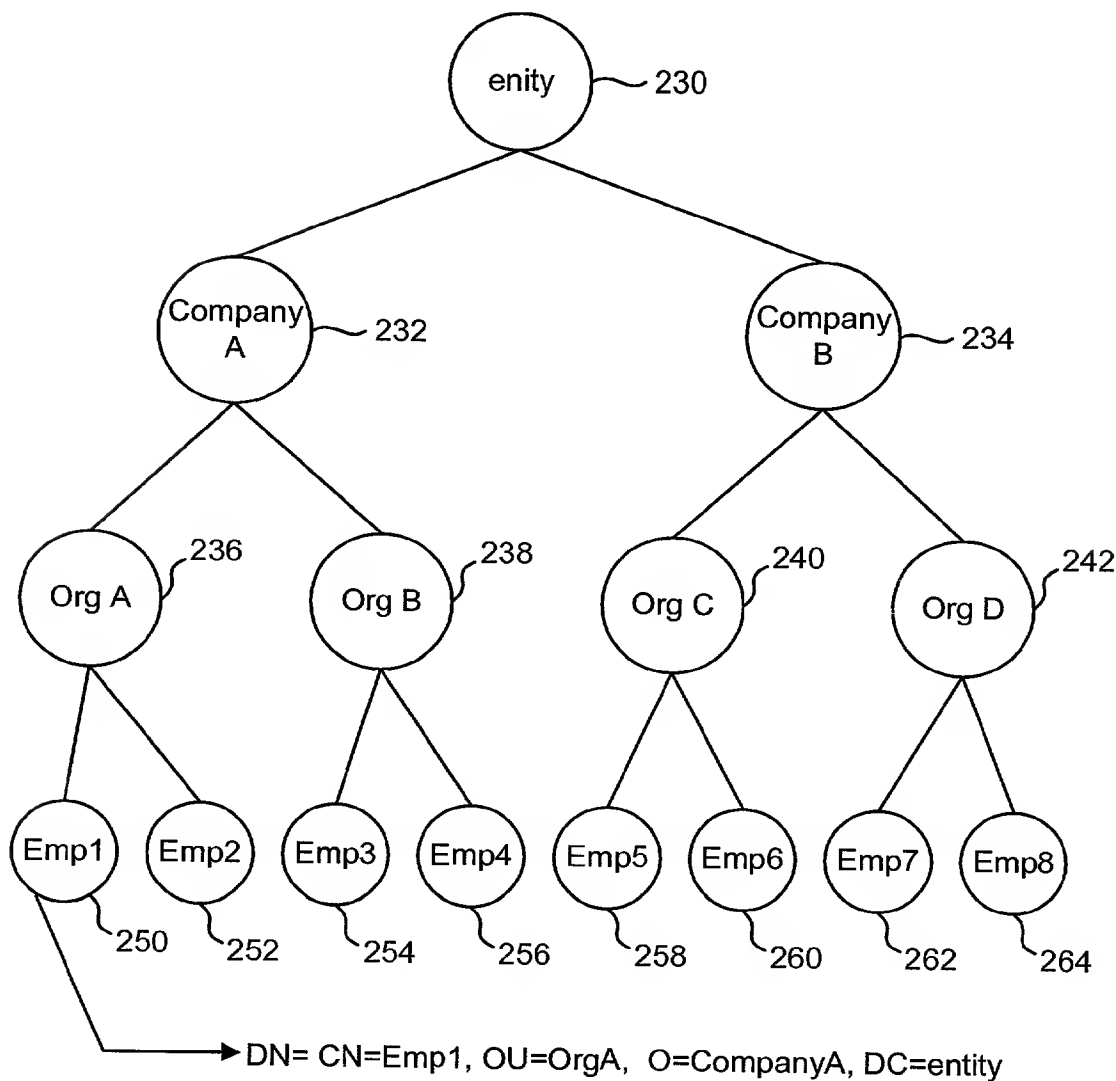 enity
230
Company
A
232
Company
B
234
Org A
236
Org B
238
Org C
240
Org D
242
Emp1
Emp2
Emp3
Emp4
Emp5
Emp6
Emp7
Emp8
250
252
254
256
258
260
262
264
DN= CN=Emp1, OU=OrgA, O=CompanyA, DC=entity